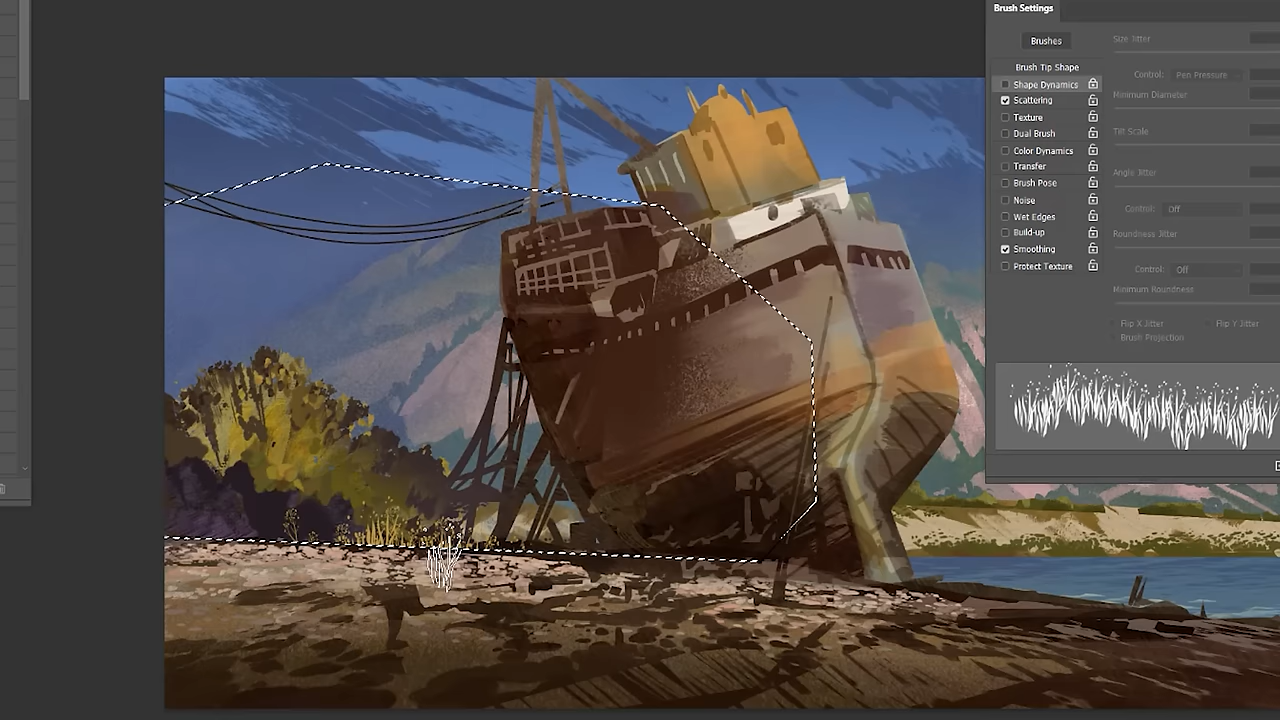 Brush Settings
Brushes
Brush Tip Shape
Shape Dynamics
Scattering
Texture
Dual Brush
Color Dynamics
Transfer
Brush Pose
Noise
Wet Edges
Build-up
Smoothing
Protect Texture
Size Jitter
Control: Pen Pressure
Minimum Diameter
Tilt Scale
Angle Jitter
Control: Off
Roundness Jitter
Control: Off
Minimum Roundness
Flip X Jitter Flip Y Jitter
Brush Projection